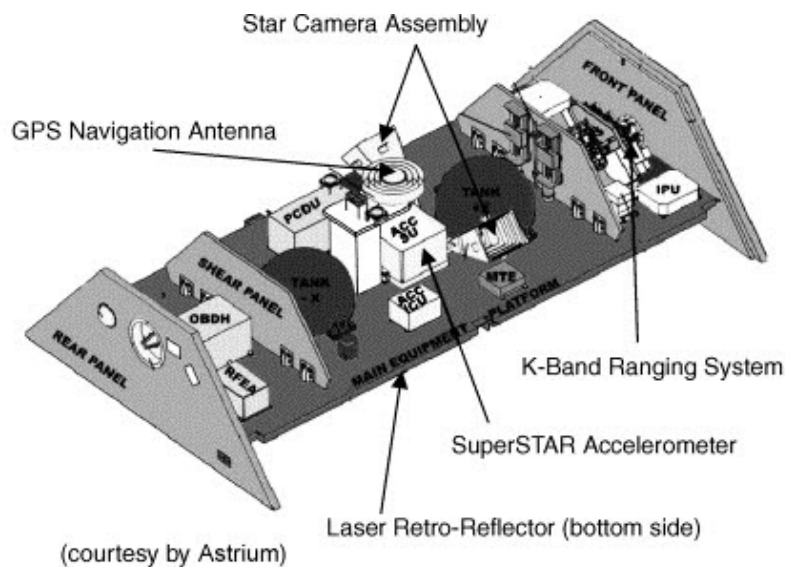 Star Camera Assembly
GPS Navigation Antenna
FRONT PANEL
PCDU
TANK
ACC
IPU
SHEAR PANEL
TANK
- X
ACC
ICU
MTE
OBDH
RFEA
REAR PANEL
MAIN EQUIPMENT PLATFORM
K-Band Ranging System
SuperSTAR Accelerometer
Laser Retro-Reflector (bottom side)
(courtesy by Astrium)